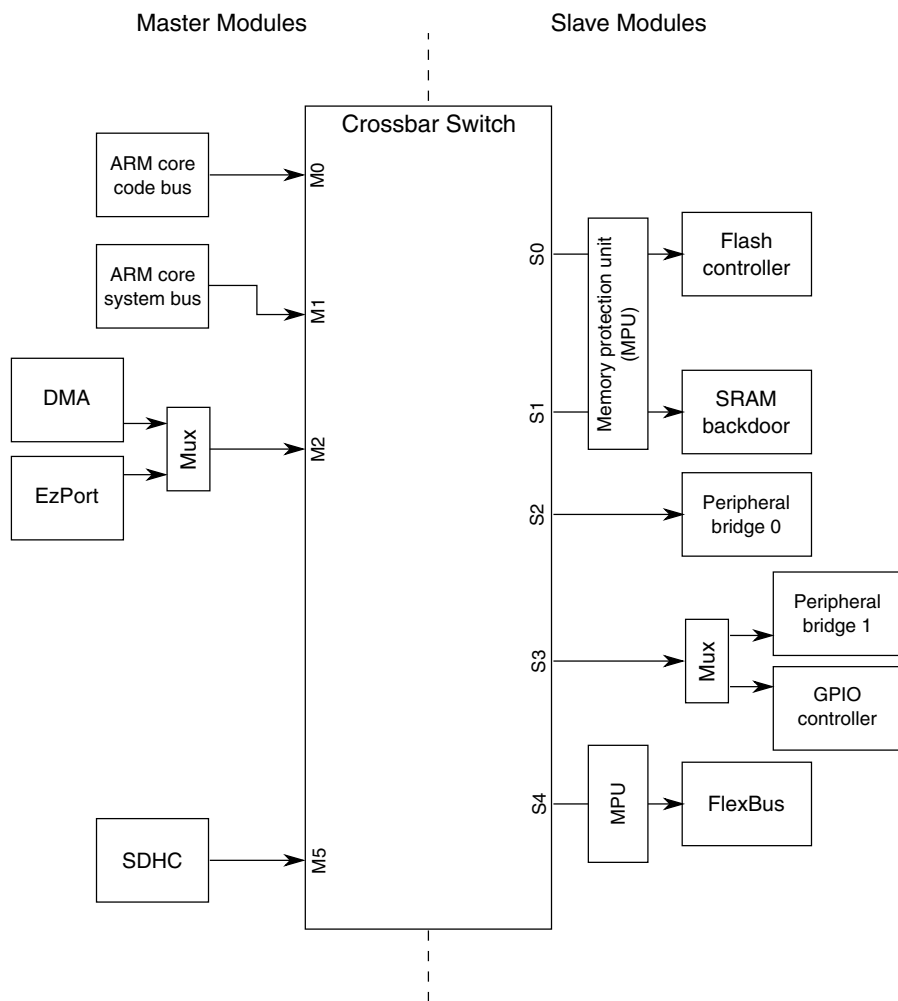 Master Modules
Slave Modules
Crossbar Switch
ARM core
code bus
M0
ARM core
system bus
M1
DMA
EzPort
Mux
M2
SDHC
M5
S0
Memory protection unit
(MPU)
Flash
controller
S1
SRAM
backdoor
S2
Peripheral
bridge 0
S3
Mux
Peripheral
bridge 1
GPIO
controller
S4
MPU
FlexBus